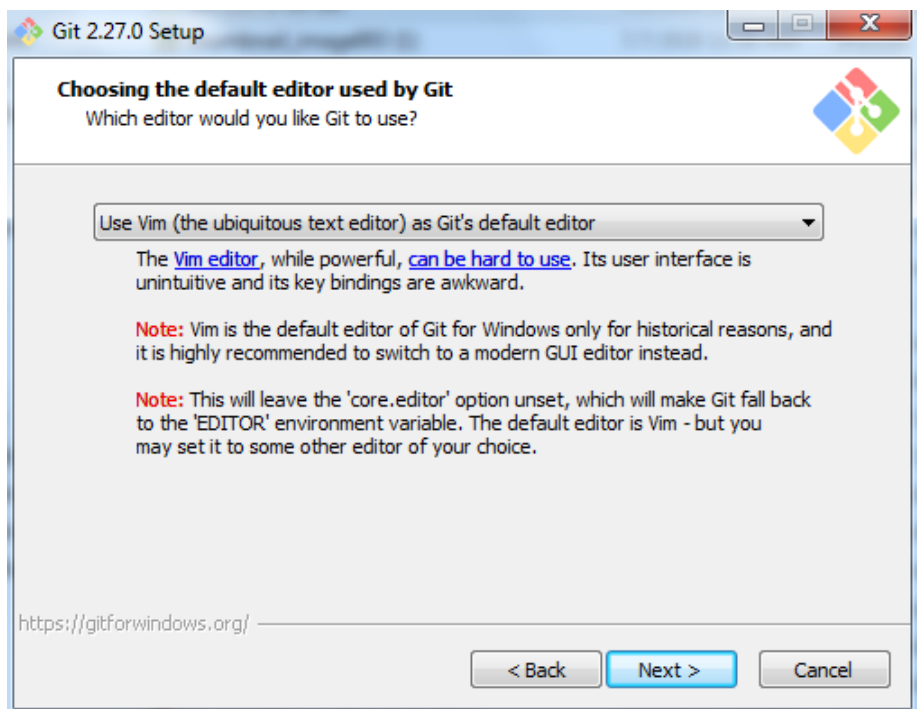 Git 2.27.0 Setup
Choosing the default editor used by Git
Which editor would you like Git to use?
Use Vim (the ubiquitous text editor) as Git's default editor
The Vim editor, while powerful, can be hard to use. Its user interface is
unintuitive and its key bindings are awkward.
Note: Vim is the default editor of Git for Windows only for historical reasons, and
it is highly recommended to switch to a modern GUI editor instead.
Note: This will leave the 'core.editor' option unset, which will make Git fall back
to the 'EDITOR' environment variable. The default editor is Vim - but you
may set it to some other editor of your choice.
https://gitforwindows.org/
< Back Next > Cancel